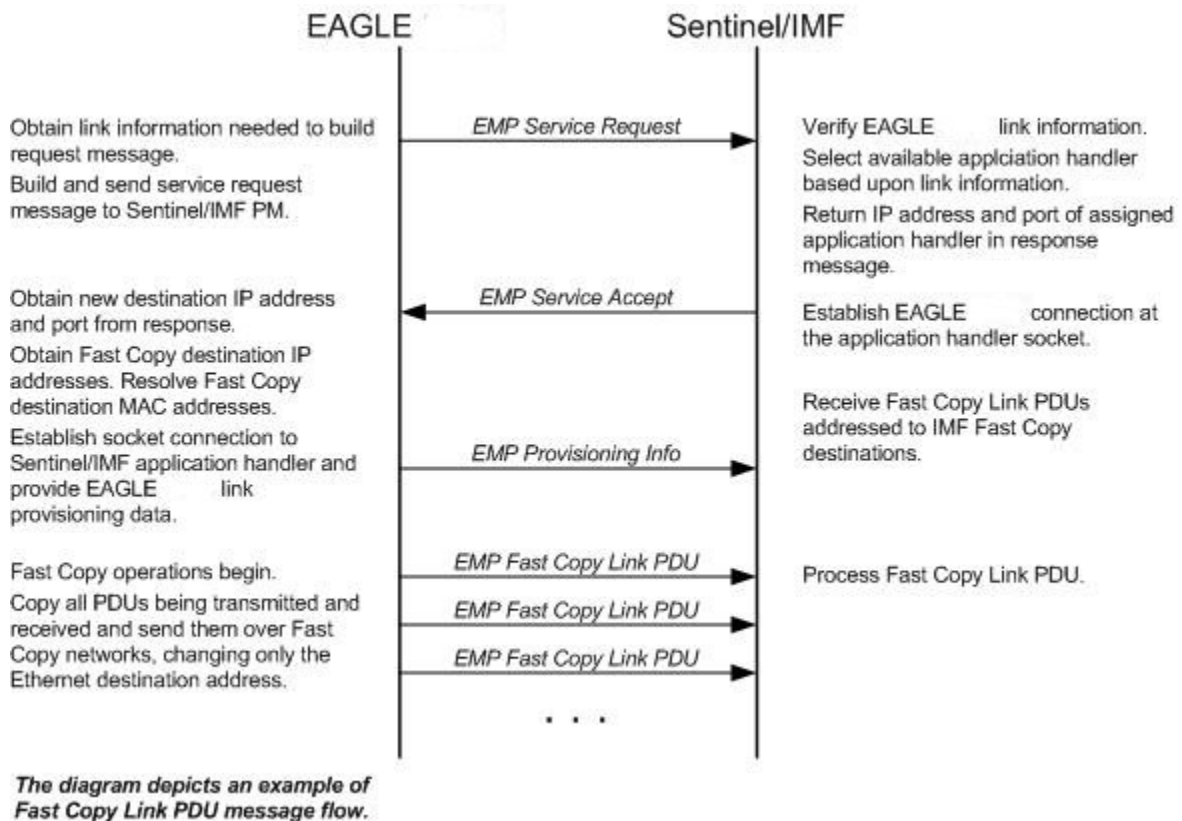 EAGLE
Sentinel/IMF
Obtain link information needed to build
request message.
Build and send service request
message to Sentinel/IMF PM.
EMP Service Request
Verify EAGLE link information.
Select available applciation handler
based upon link information.
Return IP address and port of assigned
application handler in response
message.
Obtain new destination IP address
and port from response.
Obtain Fast Copy destination IP
addresses. Resolve Fast Copy
destination MAC addresses.
Establish socket connection to
Sentinel/IMF application handler and
provide EAGLE link
provisioning data.
EMP Service Accept
Establish EAGLE connection at
the application handler socket.
Receive Fast Copy Link PDUs
addressed to IMF Fast Copy
destinations.
EMP Provisioning Info
Fast Copy operations begin.
Copy all PDUs being transmitted and
received and send them over Fast
Copy networks, changing only the
Ethernet destination address.
EMP Fast Copy Link PDU
EMP Fast Copy Link PDU
EMP Fast Copy Link PDU
Process Fast Copy Link PDU.
. . .
The diagram depicts an example of
Fast Copy Link PDU message flow.